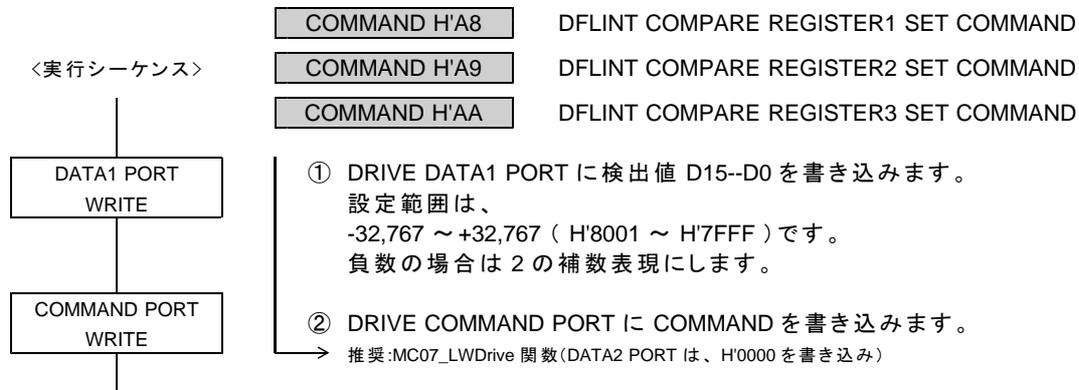 COMMAND H'A8 DFLINT COMPARE REGISTER1 SET COMMAND
<実行シーケンス>
COMMAND H'A9 DFLINT COMPARE REGISTER2 SET COMMAND
COMMAND H'AA DFLINT COMPARE REGISTER3 SET COMMAND
DATA1 PORT
WRITE
① DRIVE DATA1 PORT に検出値 D15--D0 を書き込みます。
設定範囲は、
-32,767 ～ +32,767 ( H'8001 ～ H'7FFF ) です。
負数の場合は 2 の補数表現にします。
COMMAND PORT
WRITE
② DRIVE COMMAND PORT に COMMAND を書き込みます。
推奨:MC07_LWDrive 関数(DATA2 PORT は、H'0000 を書き込み)